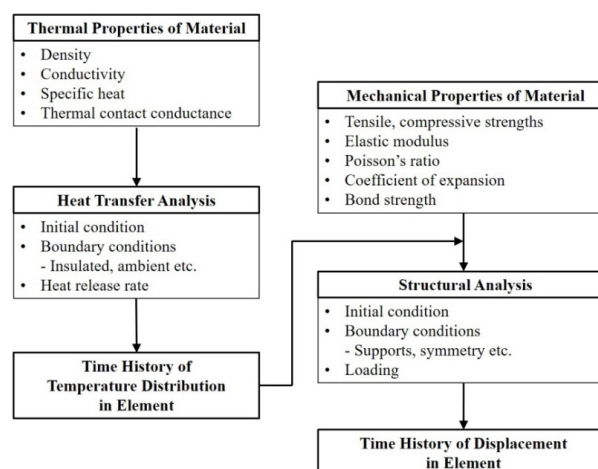 Thermal Properties of Material
• Density
• Conductivity
• Specific heat
• Thermal contact conductance
Heat Transfer Analysis
• Initial condition
• Boundary conditions
- Insulated, ambient etc.
• Heat release rate
Time History of
Temperature Distribution
in Element
Mechanical Properties of Material
• Tensile, compressive strengths
• Elastic modulus
• Poisson's ratio
• Coefficient of expansion
• Bond strength
Structural Analysis
• Initial condition
• Boundary conditions
- Supports, symmetry etc.
• Loading
Time History of Displacement
in Element